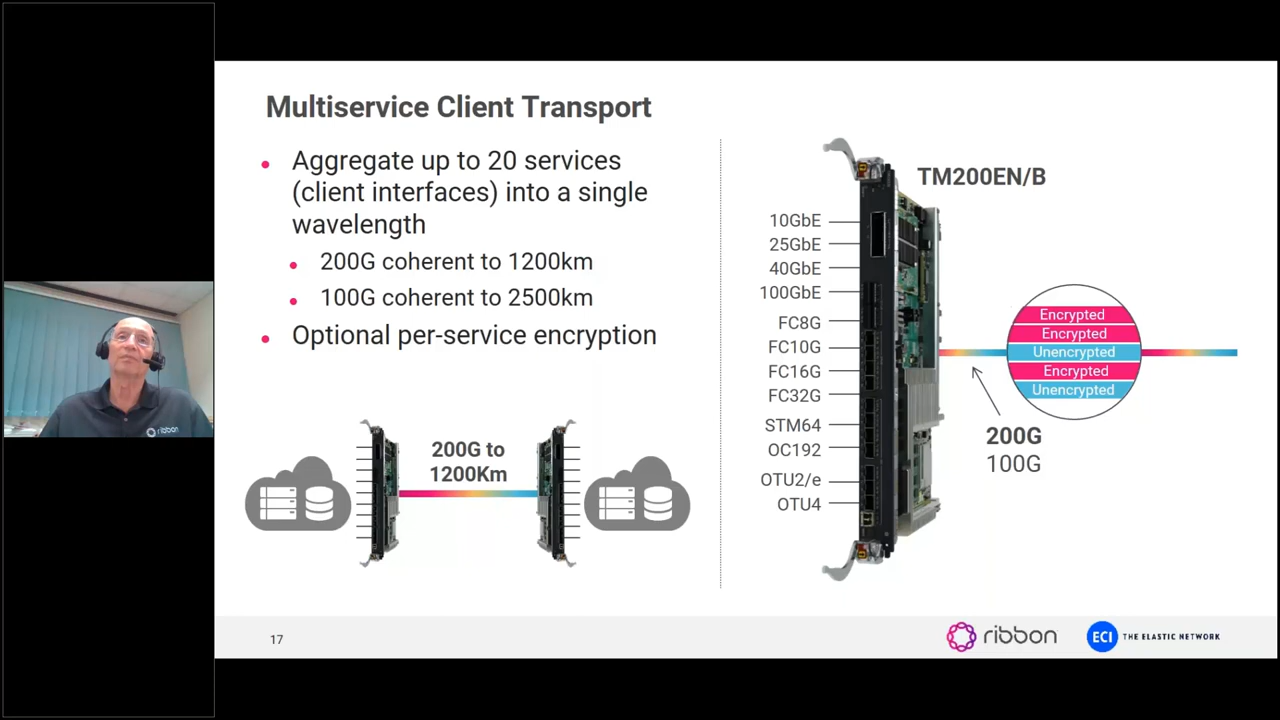 Multiservice Client Transport
Aggregate up to 20 services
(client interfaces) into a single
wavelength
200G coherent to 1200km
100G coherent to 2500km
Optional per-service encryption
200G to
1200Km
TM200EN/B
10GbE
25GbE
40GbE
100GbE
FC8G
FC10G
FC16G
FC32G
STM64
OC192
OTU2/e
OTU4
Encrypted
Encrypted
Unencrypted
Encrypted
Unencrypted
200G
100G
ribbon
17
ribbon
ECI THE ELASTIC NETWORK